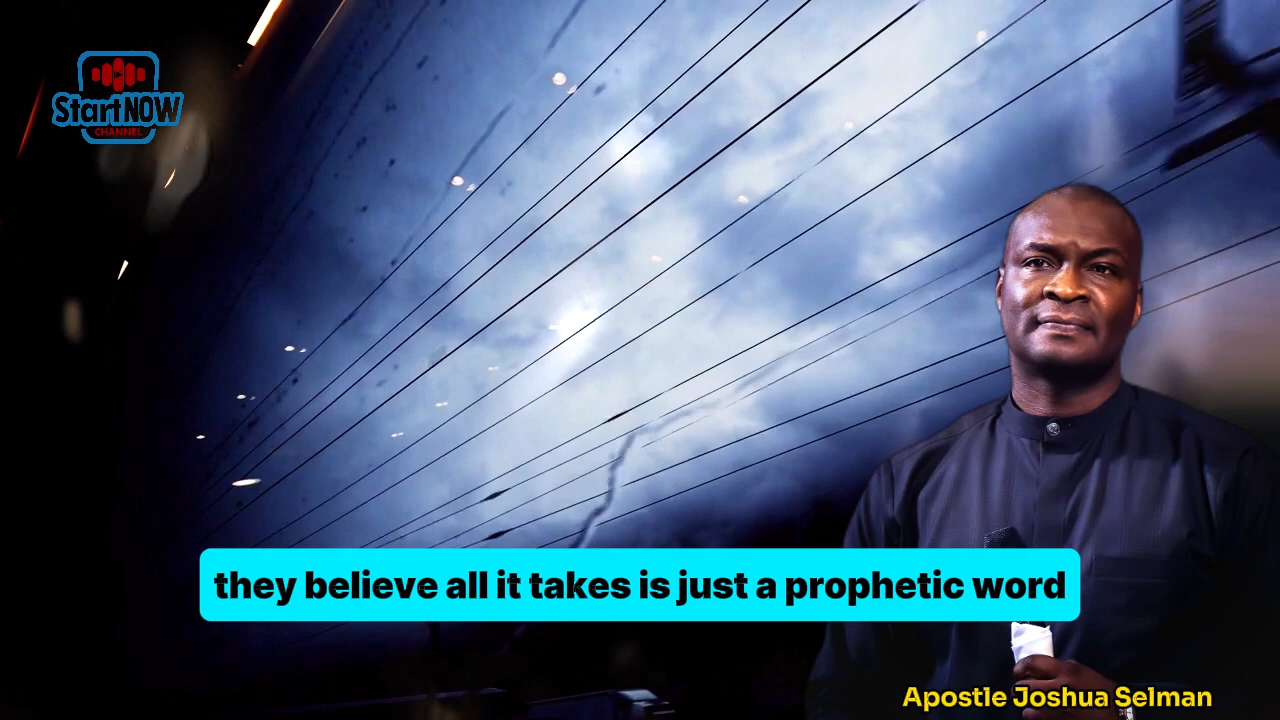 StartNOW
CHANNEL
they believe all it takes is just a prophetic word
Apostle Joshua Selman